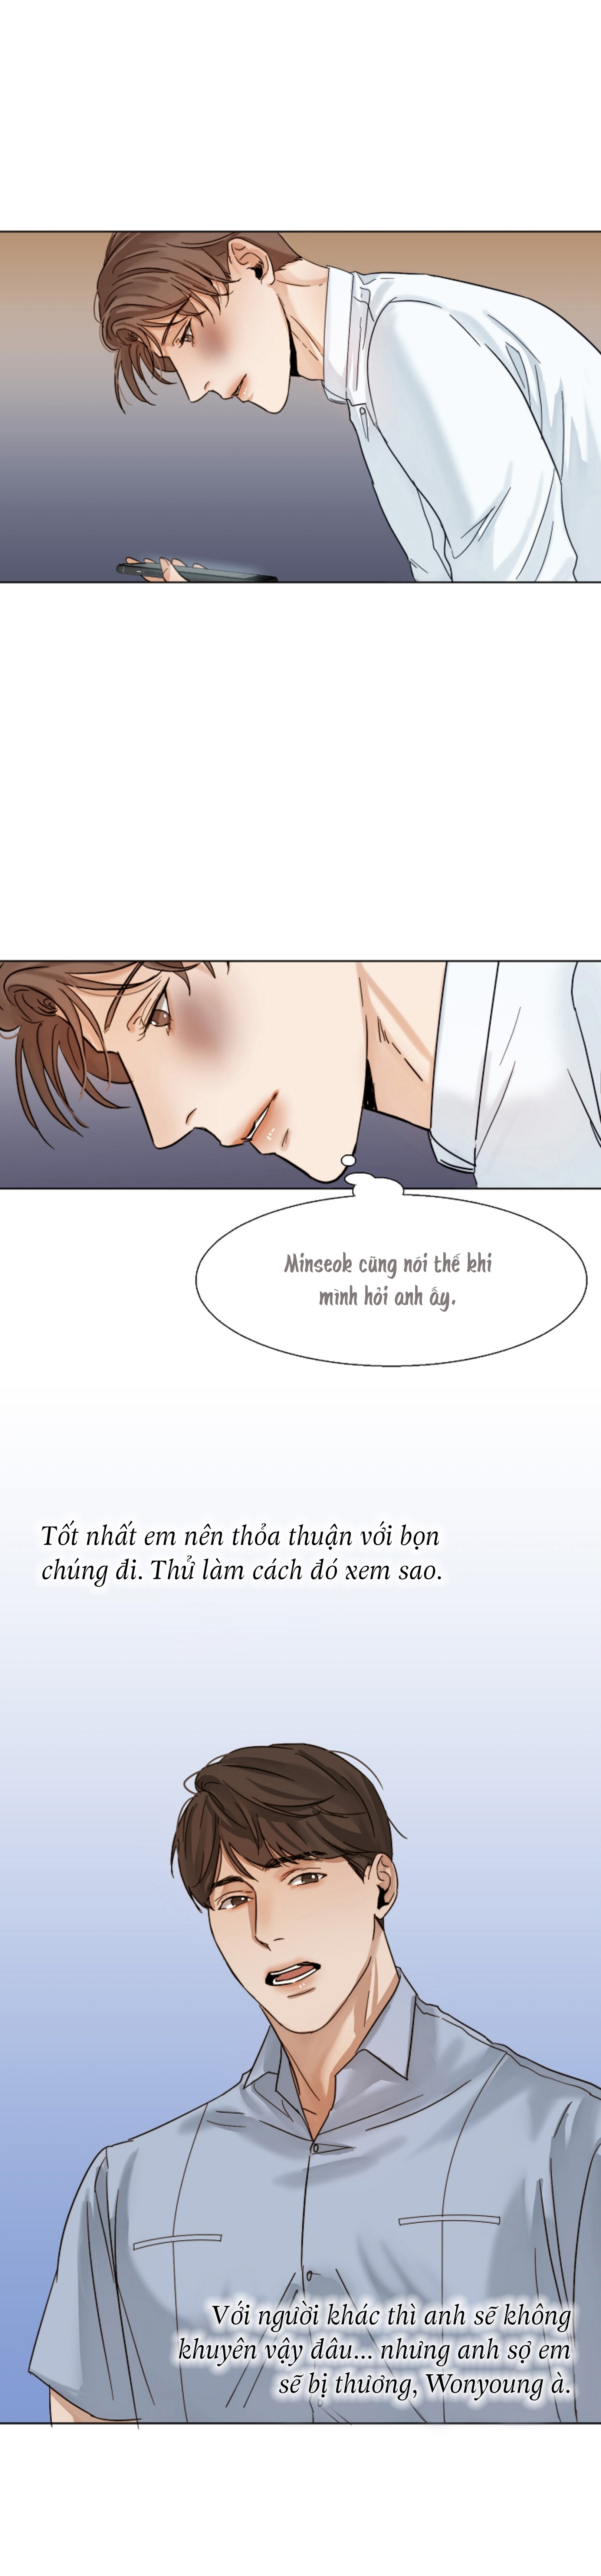 Minseok cũng nói thế khi
mình hỏi anh ấy.
Tốt nhất em nên thỏa thuận với bọn
chúng đi. Thử làm cách đó xem sao.
Với người khác thì anh sẽ không
khuyên vậy đâu... nhưng anh sợ em
sẽ bị thương, Wonyoung à.